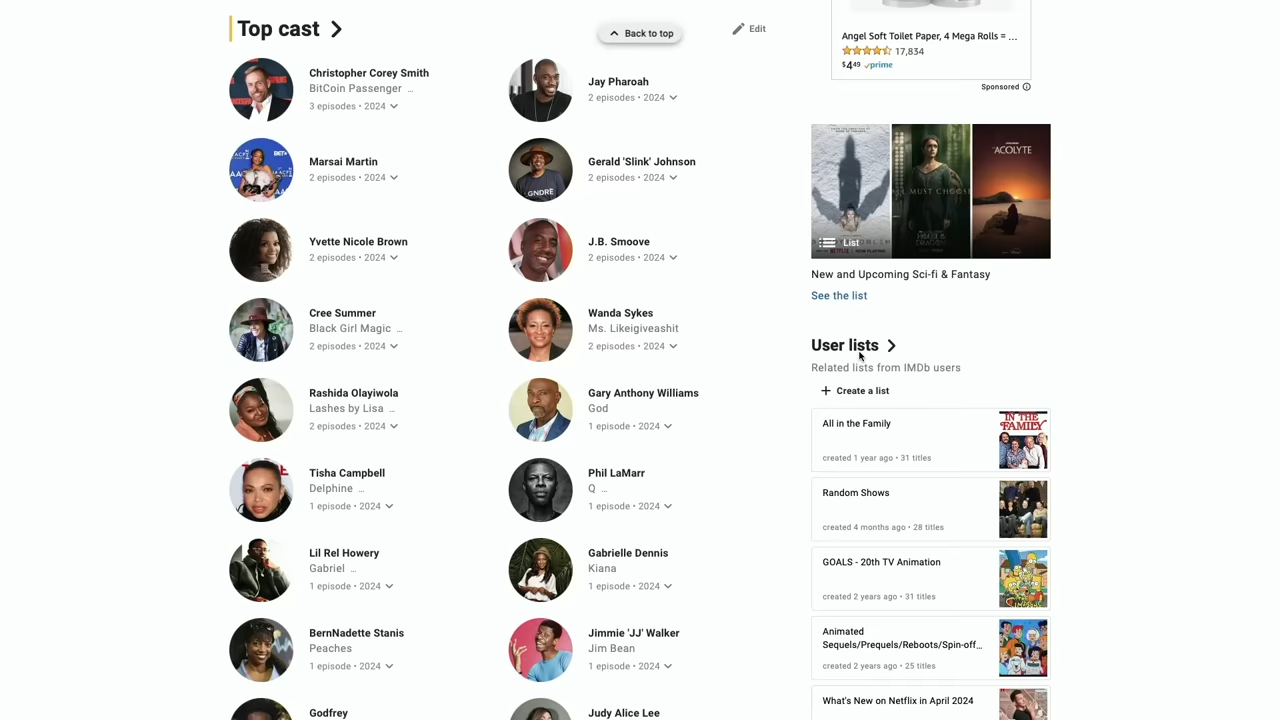 Top cast
Back to top
Edit
Christopher Corey Smith
BitCoin Passenger ...
3 episodes • 2024
Jay Pharoah
2 episodes • 2024
Marsai Martin
2 episodes • 2024
Gerald 'Slink' Johnson
2 episodes • 2024
GNDRE
Yvette Nicole Brown
2 episodes • 2024
J.B. Smoove
2 episodes • 2024
Cree Summer
Black Girl Magic ...
2 episodes • 2024
Wanda Sykes
Ms. Likeigiveashit
2 episodes • 2024
Rashida Olayiwola
Lashes by Lisa ...
2 episodes • 2024
Gary Anthony Williams
God
1 episode • 2024
Tisha Campbell
Delphine ...
1 episode • 2024
Phil LaMarr
Q ...
1 episode • 2024
Lil Rel Howery
Gabriel ...
1 episode • 2024
Gabrielle Dennis
Kiana
1 episode • 2024
BernNadette Stanis
Peaches
1 episode • 2024
Jimmie 'JJ' Walker
Jim Bean
1 episode • 2024
Godfrey
Judy Alice Lee
Angel Soft Toilet Paper, 4 Mega Rolls = ...
17,834
$4.49 prime
Sponsored
ACOLYTE
List
New and Upcoming Sci-fi & Fantasy
See the list
User lists
Related lists from IMDb users
+ Create a list
All in the Family
created 1 year ago • 31 titles
IN THE
FAMILY
Random Shows
created 4 months ago • 28 titles
GOALS - 20th TV Animation
created 2 years ago • 31 titles
Animated
Sequels/Prequels/Reboots/Spin-off...
created 2 years ago • 25 titles
What's New on Netflix in April 2024